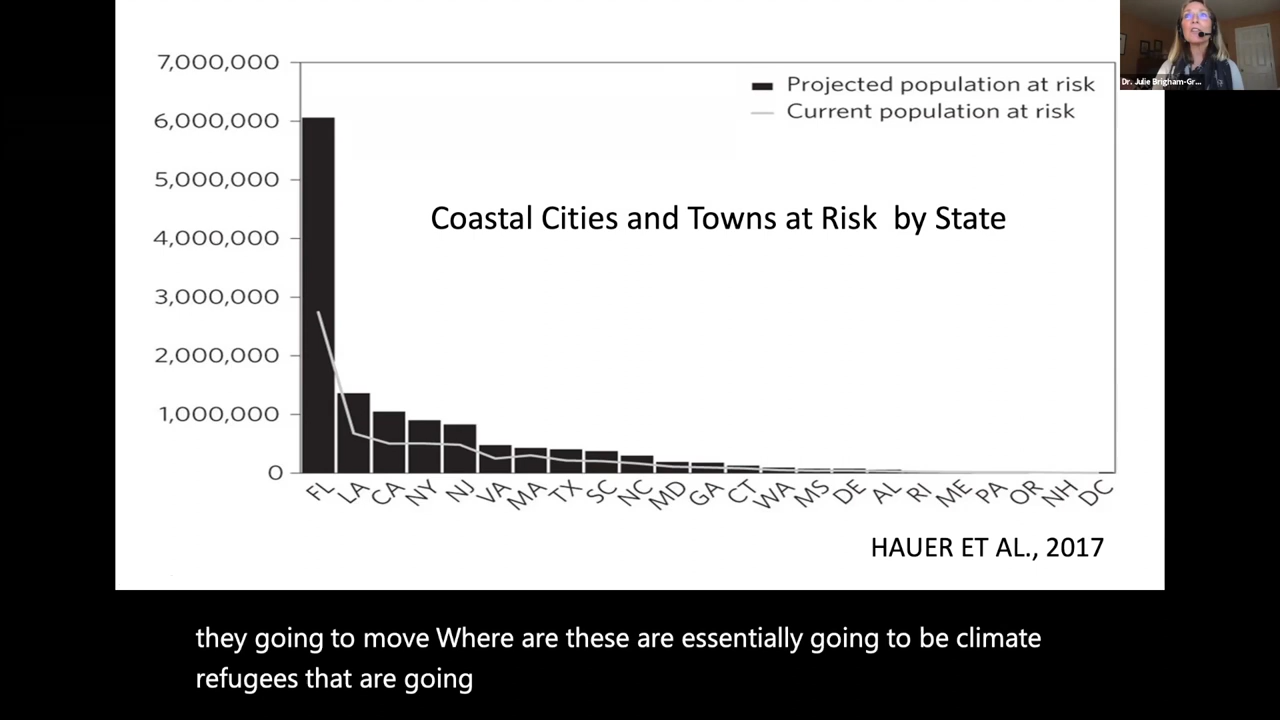 7,000,000
6,000,000
5,000,000
4,000,000
3,000,000
2,000,000
1,000,000
0
Projected population at risk
Current population at risk
Dr. Julie Brigham-Gr...
Coastal Cities and Towns at Risk by State
FL LA CA NY NJ VA MA TX SC NC MD GA CT WA MS DE AL RI ME PA OR NH DC
HAUER ET AL., 2017
they going to move Where are these are essentially going to be climate
refugees that are going